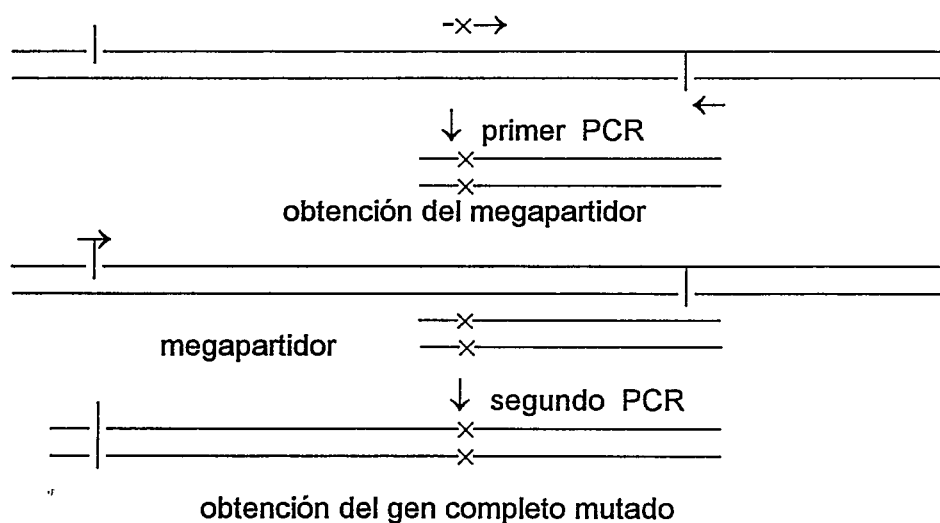 primer PCR
obtención del megapartidor
megapartidor
segundo PCR
obtención del gen completo mutado